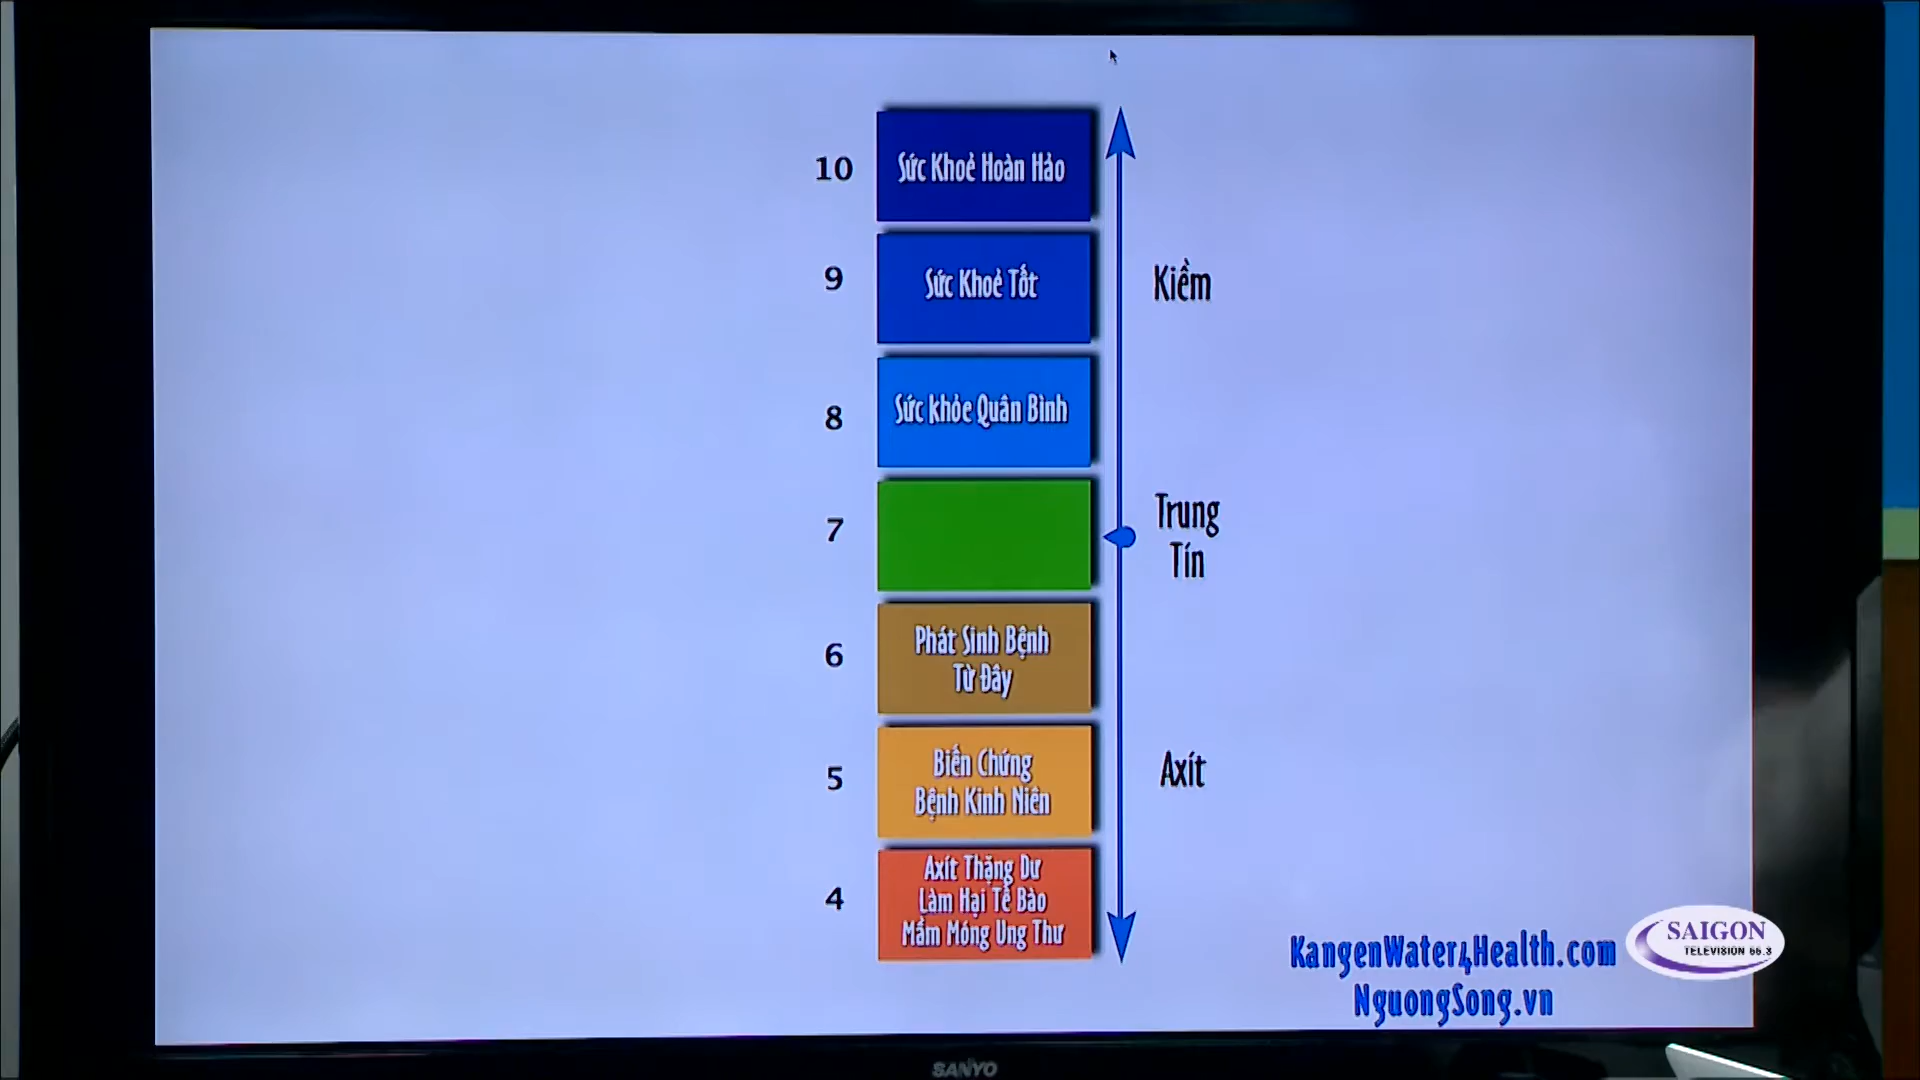 10
Sức Khoẻ Hoàn Hảo
9
Sức Khoẻ Tốt
Kiềm
8
Sức khỏe Quân Bình
7
Trung
Tín
6
Phát Sinh Bệnh
Từ Đây
5
Biến Chứng
Bệnh Kinh Niên
Axít
4
Axít Thặng Dư
Làm Hại Tế Bào
Mầm Móng Ung Thư
KangenWater4Health.com
NguongSong.vn
SAIGON
TELEVISION 66.3
SANYO